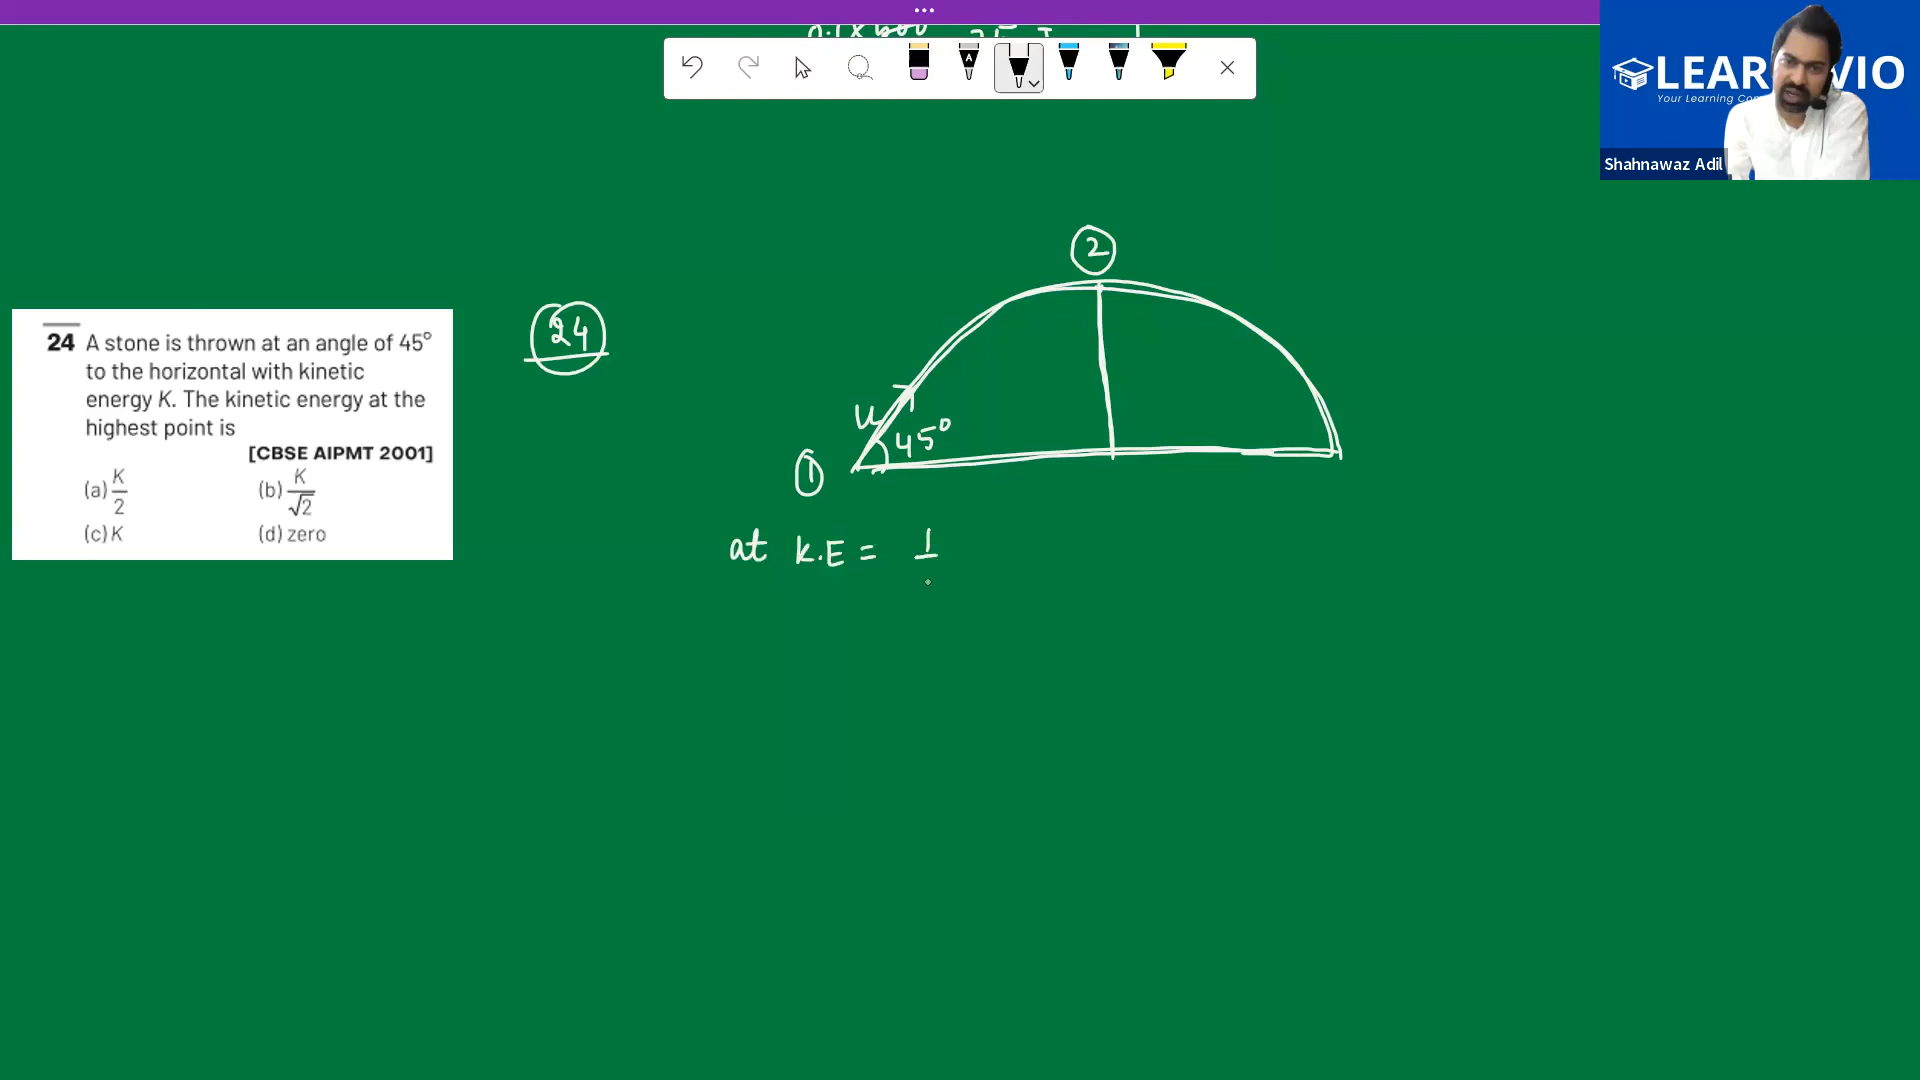 LEAR VIO
Your Learning Co
Shahnawaz Adil
24 A stone is thrown at an angle of 45°
to the horizontal with kinetic
energy K. The kinetic energy at the
highest point is
[CBSE AIPMT 2001]
(a) K/2 (b) K/√2
(c) K (d) zero
24
2
u
45°
1
at K.E = 1